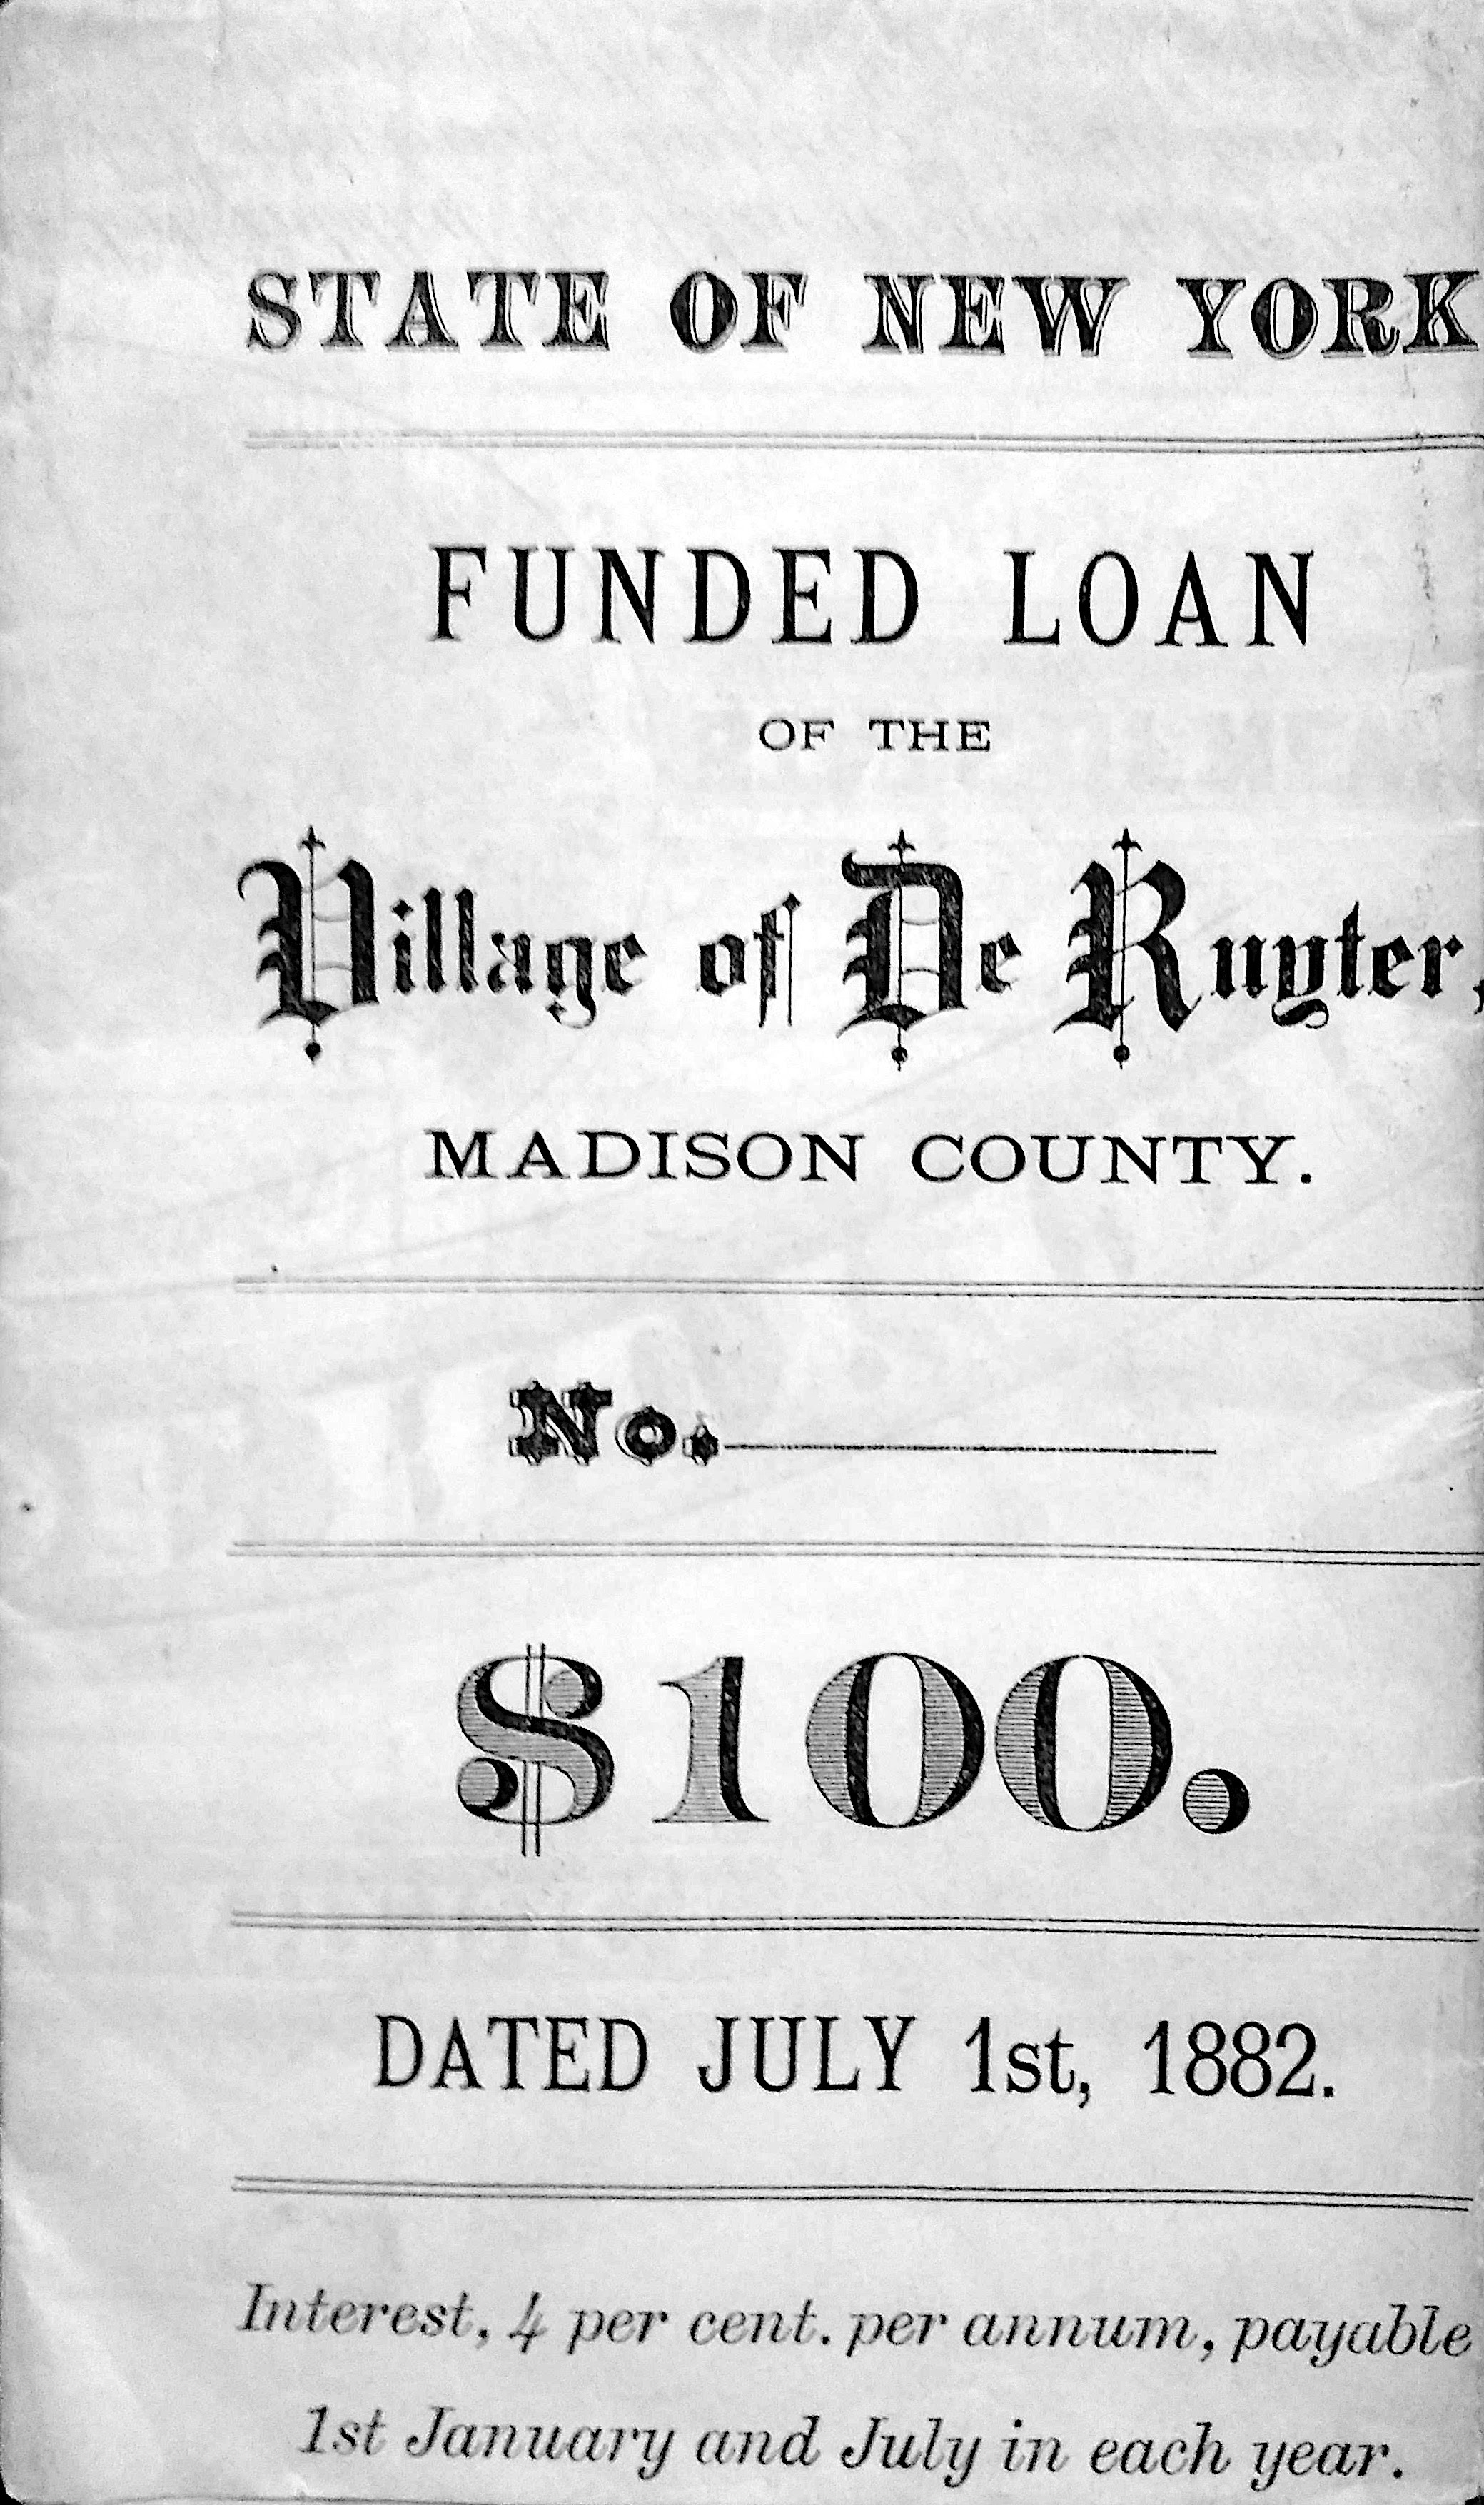 STATE OF NEW YORK
FUNDED LOAN
OF THE
Village of De Ruyter,
MADISON COUNTY.
No.
$100.
DATED JULY 1st, 1882.
Interest, 4 per cent. per annum, payable
1st January and July in each year.